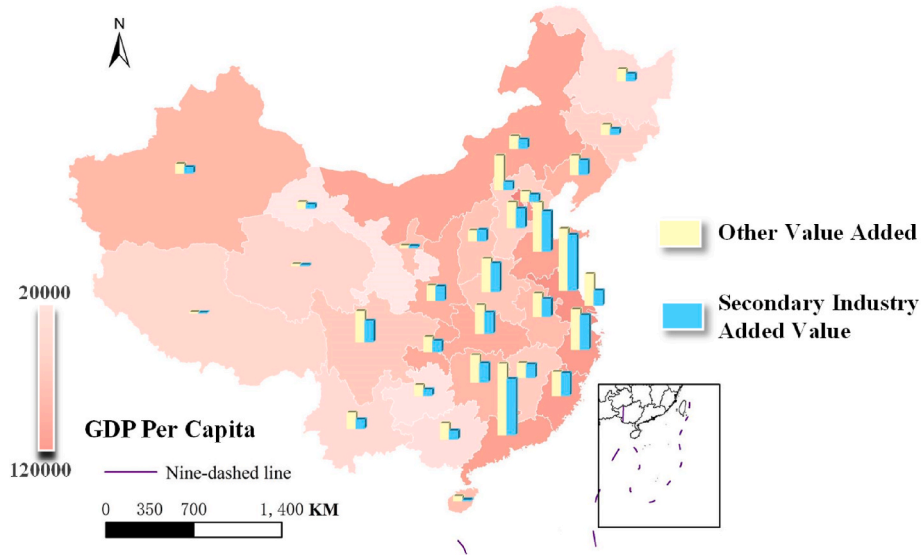 N
Other Value Added
Secondary Industry
Added Value
20000
120000
GDP Per Capita
Nine-dashed line
0 350 700 1, 400 KM